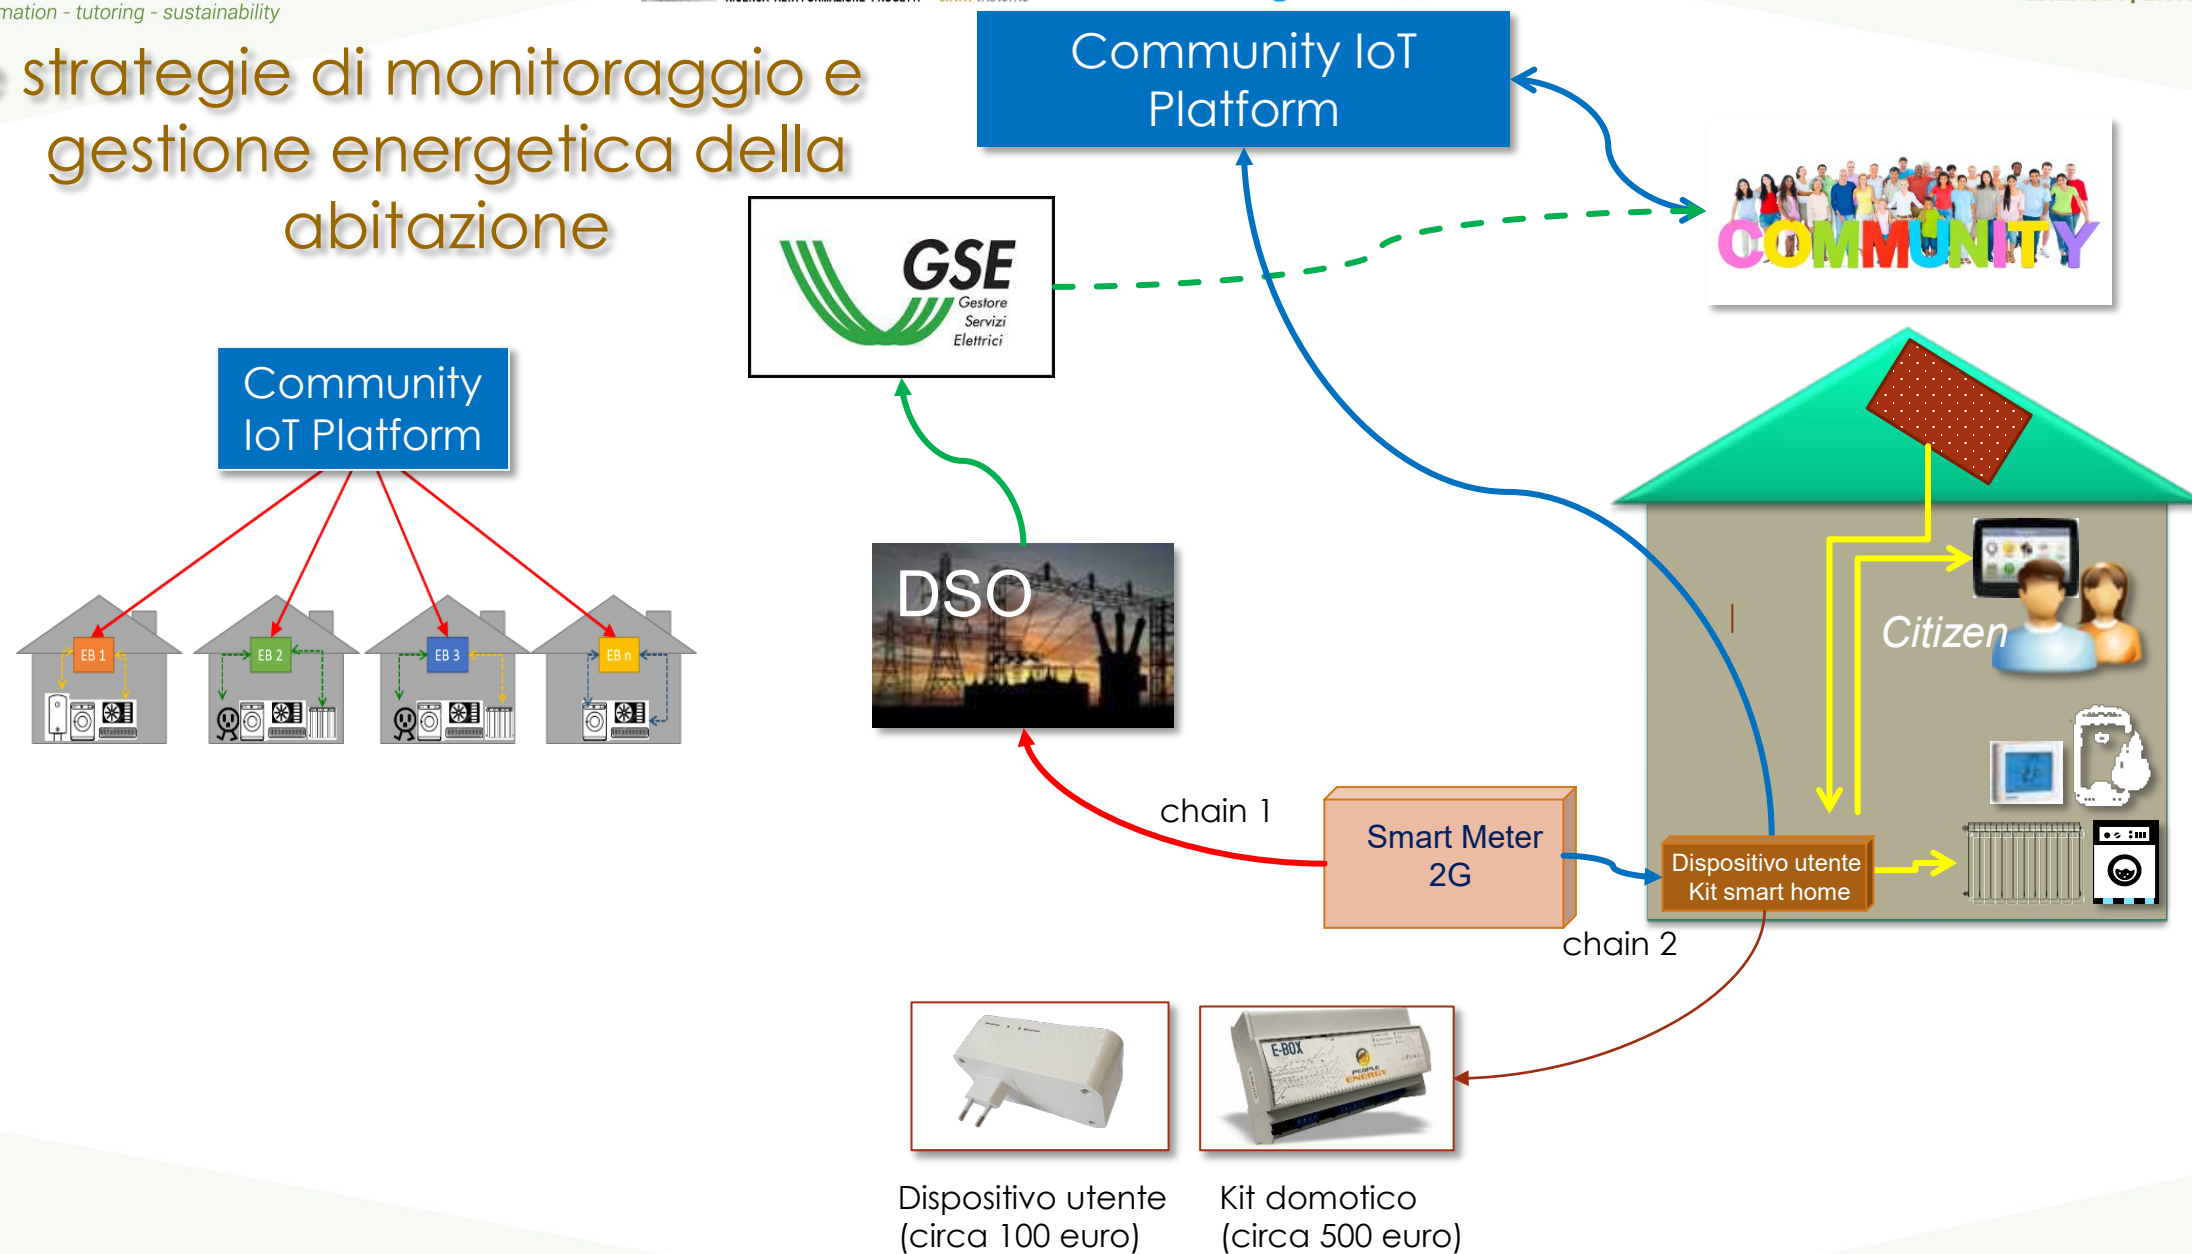 mation - tutoring - sustainability
strategie di monitoraggio e
gestione energetica della
abitazione
Community IoT
Platform
COMMUNITY
GSE
Gestore
Servizi
Elettrici
Community
IoT Platform
EB 1
EB 2
EB 3
EB n
DSO
Citizen
chain 1
Smart Meter
2G
Dispositivo utente
Kit smart home
chain 2
E-BOX
PEOPLE
ENERGY
Dispositivo utente
(circa 100 euro)
Kit domotico
(circa 500 euro)